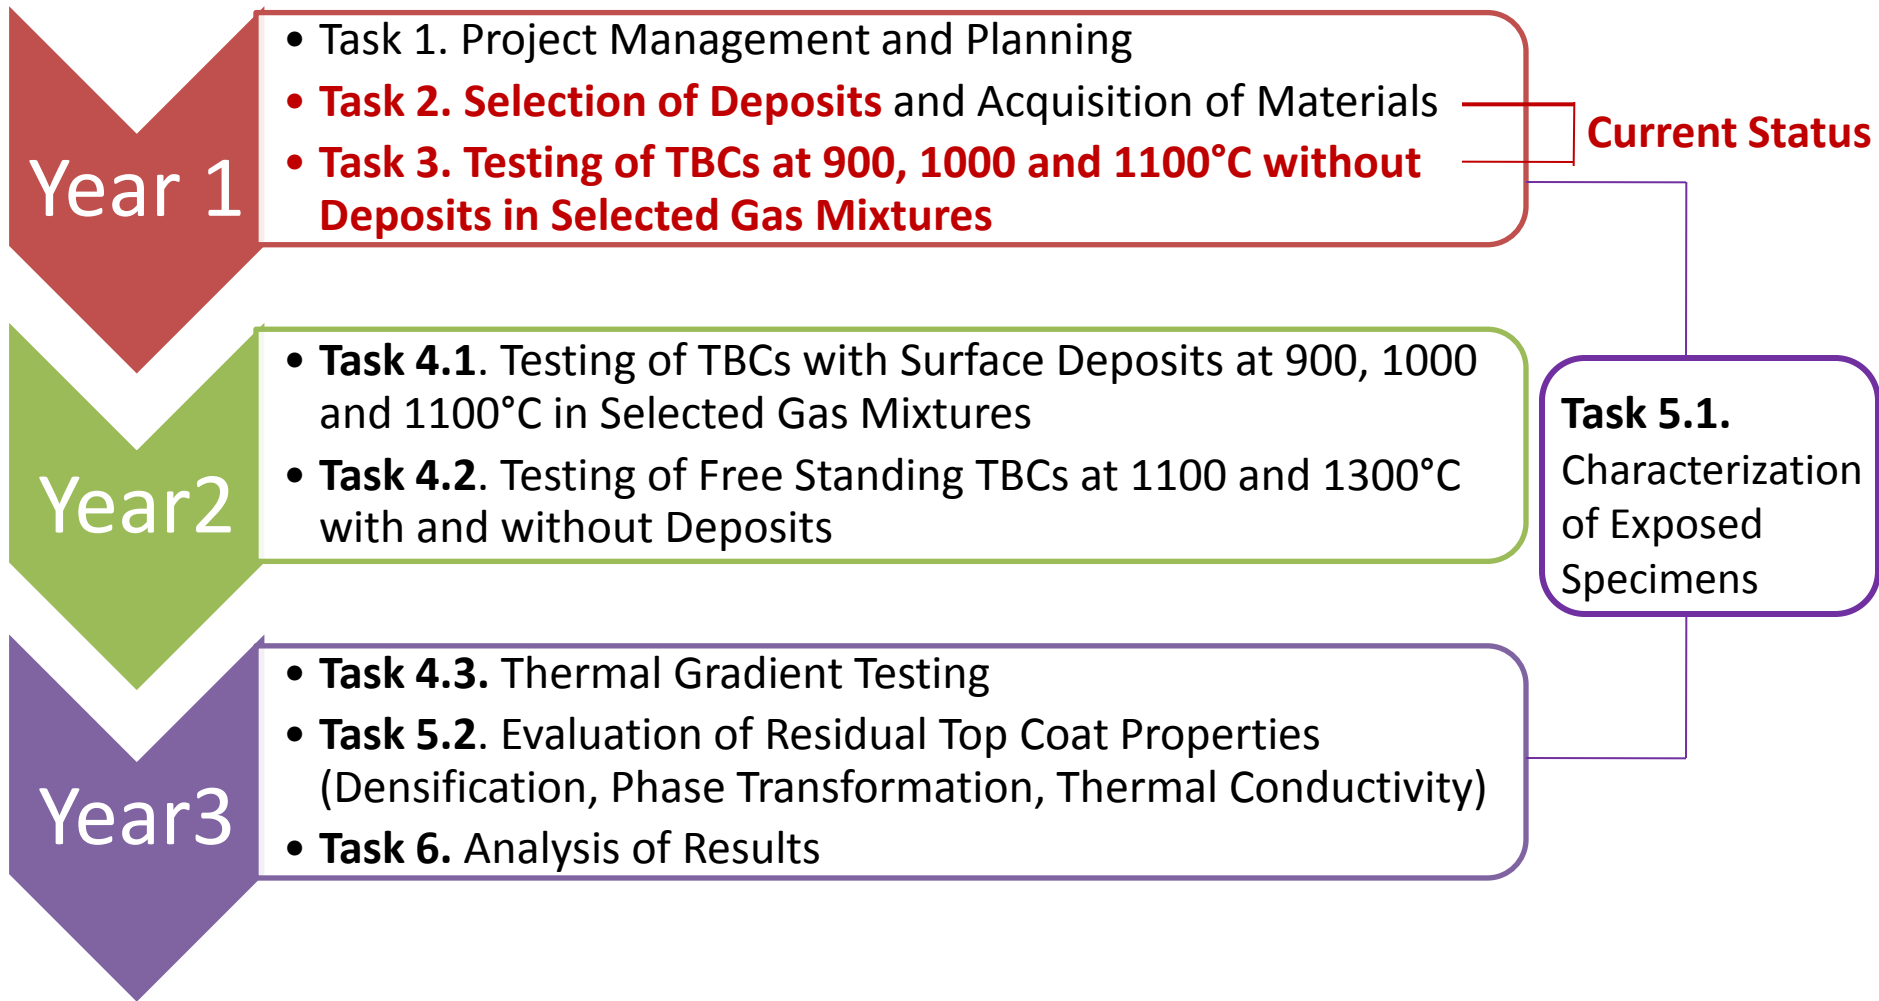 Year 1
• Task 1. Project Management and Planning
• Task 2. Selection of Deposits and Acquisition of Materials
• Task 3. Testing of TBCs at 900, 1000 and 1100°C without
Deposits in Selected Gas Mixtures
Current Status
Year2
• Task 4.1. Testing of TBCs with Surface Deposits at 900, 1000
and 1100°C in Selected Gas Mixtures
• Task 4.2. Testing of Free Standing TBCs at 1100 and 1300°C
with and without Deposits
Task 5.1.
Characterization
of Exposed
Specimens
Year3
• Task 4.3. Thermal Gradient Testing
• Task 5.2. Evaluation of Residual Top Coat Properties
(Densification, Phase Transformation, Thermal Conductivity)
• Task 6. Analysis of Results